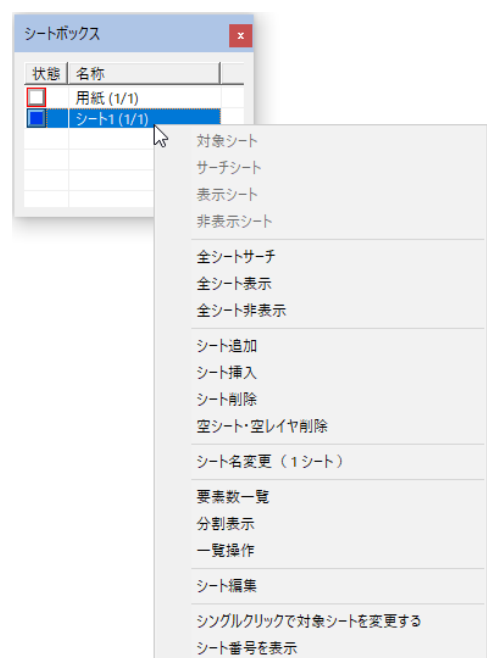 シートボックス
x
状態 名称
用紙 (1/1)
シート1 (1/1)
対象シート
サーチシート
表示シート
非表示シート
全シートサーチ
全シート表示
全シート非表示
シート追加
シート挿入
シート削除
空シート・空レイヤ削除
シート名変更（1シート）
要素数一覧
分割表示
一覧操作
シート編集
シングルクリックで対象シートを変更する
シート番号を表示